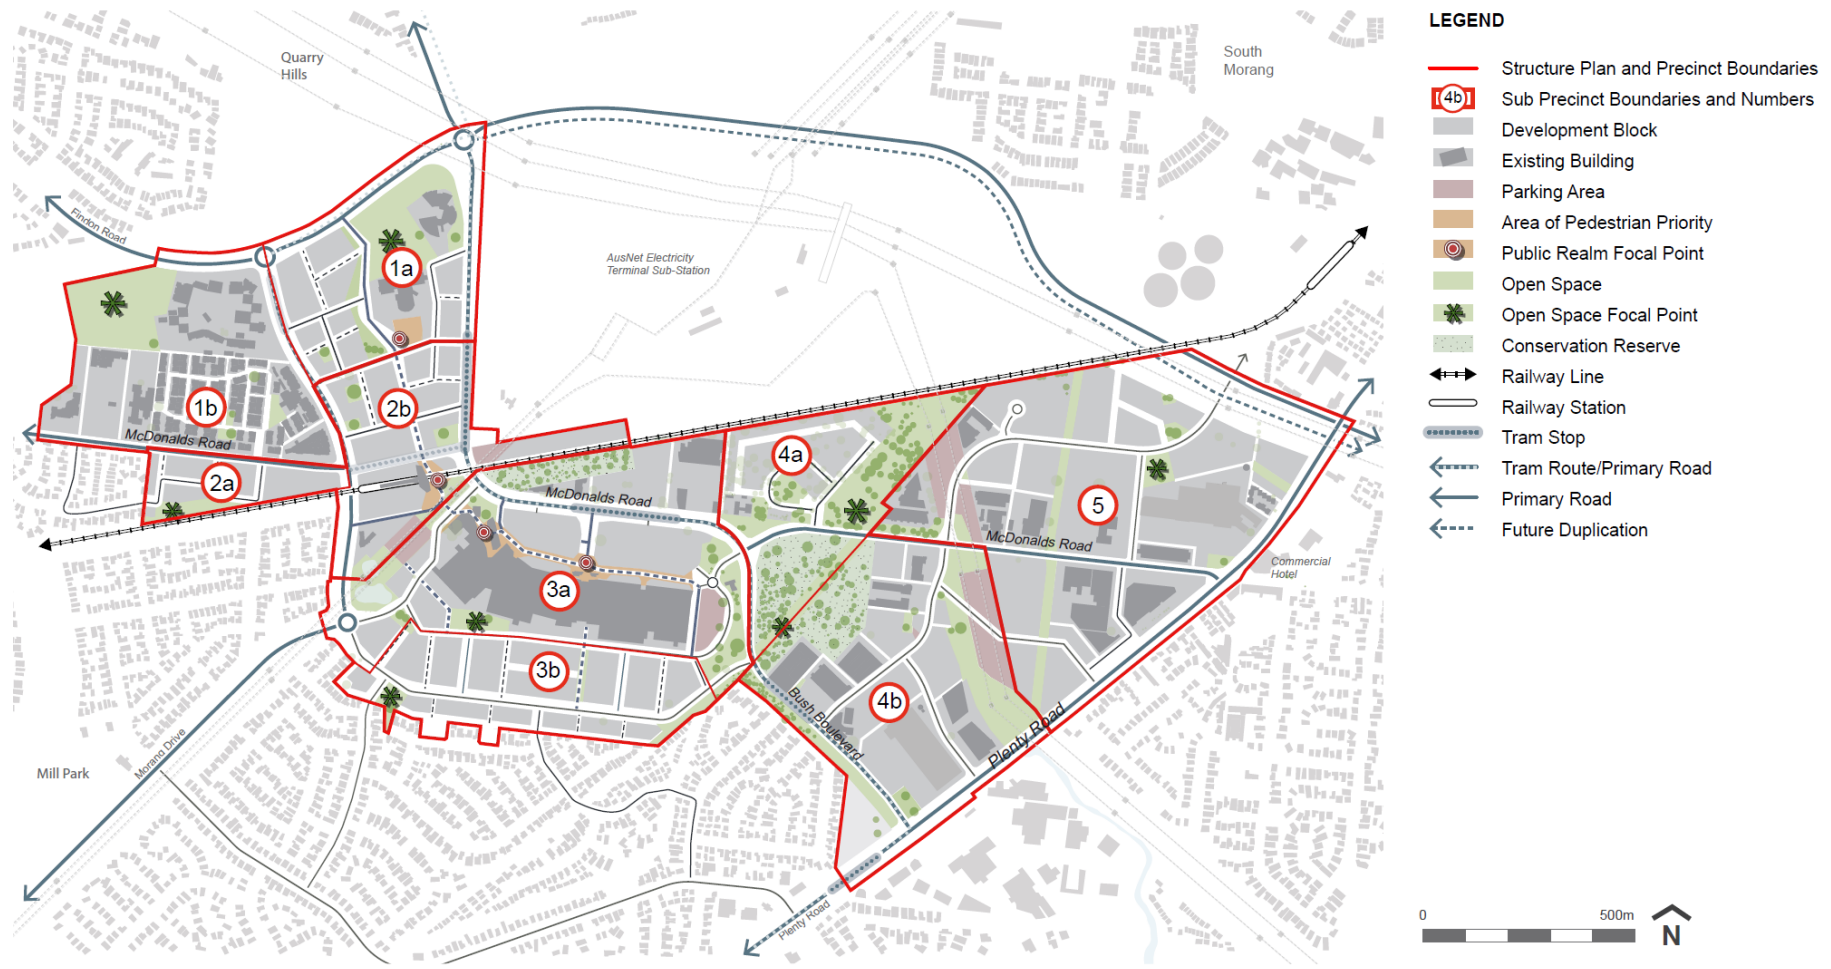 Quarry
Hills
South
Morang
Findon Road
AusNet Electricity
Terminal Sub-Station
1a
1b
2b
McDonalds Road
2a
4a
McDonalds Road
5
McDonalds Road
Commercial
Hotel
3a
3b
4b
Bush Boulevard
Plenty Road
Morang Drive
Mill Park
Plenty Road
LEGEND
Structure Plan and Precinct Boundaries
4b Sub Precinct Boundaries and Numbers
Development Block
Existing Building
Parking Area
Area of Pedestrian Priority
Public Realm Focal Point
Open Space
Open Space Focal Point
Conservation Reserve
Railway Line
Railway Station
Tram Stop
Tram Route/Primary Road
Primary Road
Future Duplication
0 500m
N